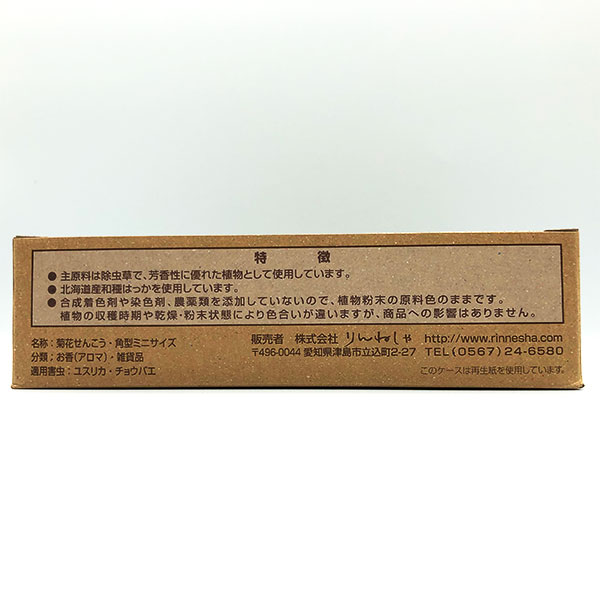 特徴
● 主原料は除虫草で、芳香性に優れた植物として使用しています。
● 北海道産和種はっかを使用しています。
● 合成着色剤や染色剤、農薬類を添加していないので、植物粉末の原料色のままです。
植物の収穫時期や乾燥・粉末状態により色合いが違いますが、商品への影響はありません。
名称:菊花せんこう・角型ミニサイズ
分類:お香(アロマ)・雑貨品
適用害虫:ユスリカ・チョウバエ
販売者 株式会社 りんねしゃ http://www.rinnesha.com
〒496-0044 愛知県津島市立込町2-27 TEL(0567)24-6580
このケースは再生紙を使用しています。